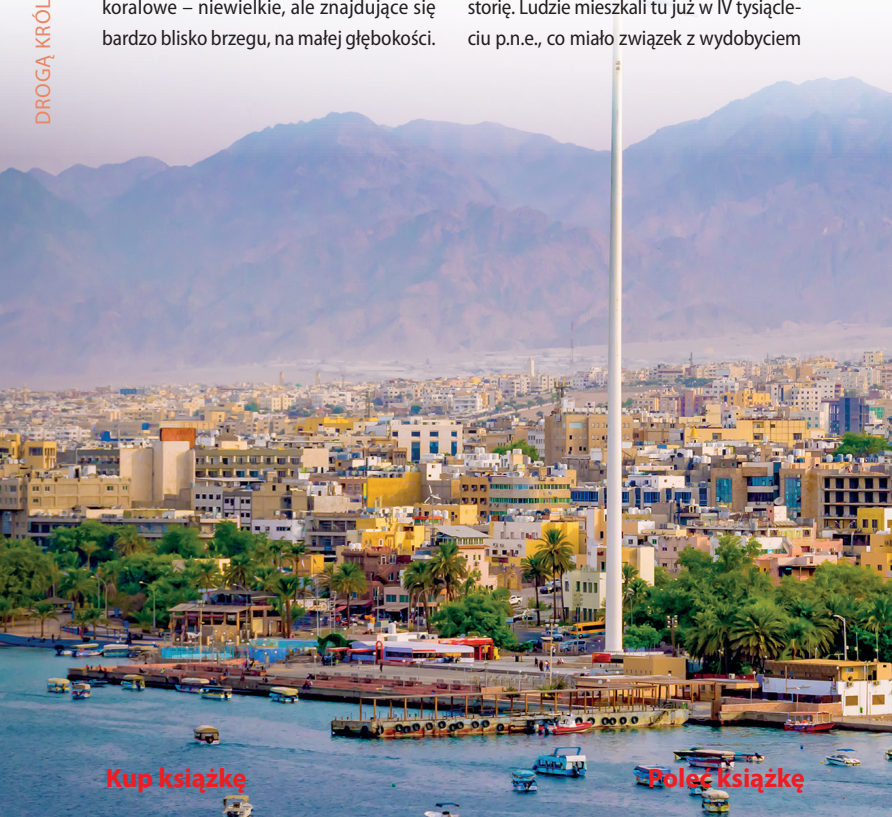 DROGĄ KRÓL
koralowe – niewielkie, ale znajdujące się
bardzo blisko brzegu, na małej głębokości.
storię. Ludzie mieszkali tu już w IV tysiącle-
ciu p.n.e., co miało związek z wydobyciem
Kup książkę
Poleć książkę